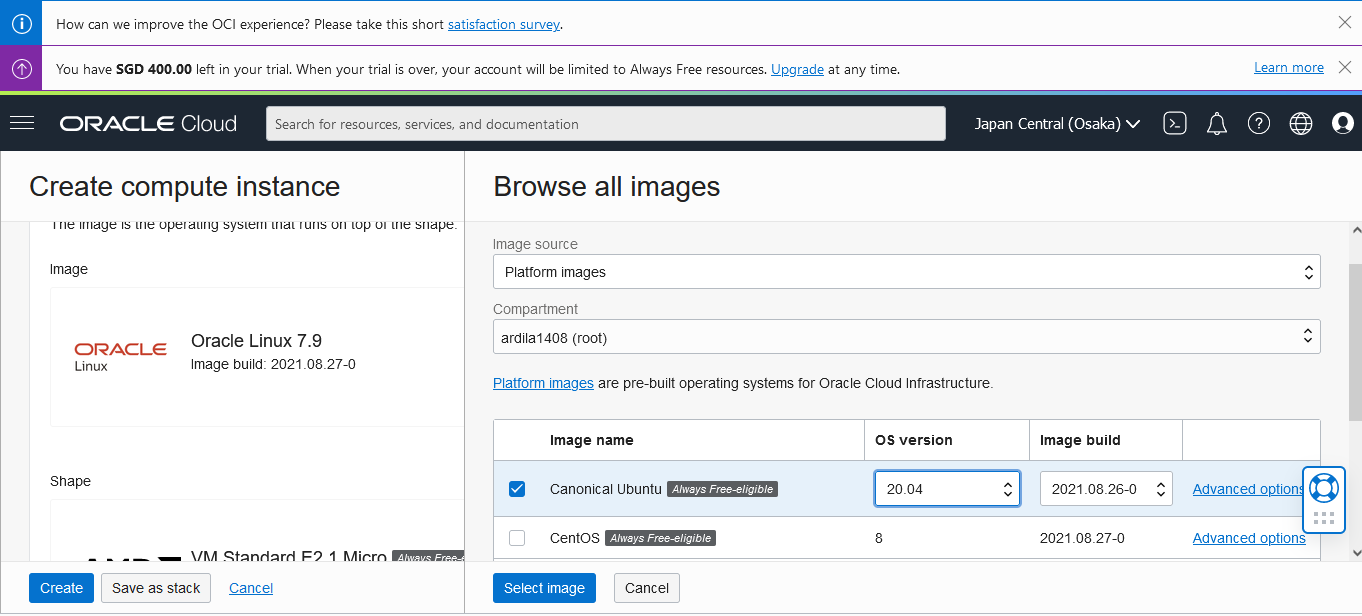 How can we improve the OCI experience? Please take this short satisfaction survey.
You have SGD 400.00 left in your trial. When your trial is over, your account will be limited to Always Free resources. Upgrade at any time.
Learn more
ORACLE Cloud
Search for resources, services, and documentation
Japan Central (Osaka)
Create compute instance
The image is the operating system that runs on top of the shape.
Image
ORACLE
Linux
Oracle Linux 7.9
Image build: 2021.08.27-0
Shape
AMD
VM.Standard.E2.1.Micro Always Free-e
Create
Save as stack
Cancel
Browse all images
Image source
Platform images
Compartment
ardila1408 (root)
Platform images are pre-built operating systems for Oracle Cloud Infrastructure.
Image name OS version Image build
Canonical Ubuntu Always Free-eligible 20.04 2021.08.26-0 Advanced options
CentOS Always Free-eligible 8 2021.08.27-0 Advanced options
Select image
Cancel